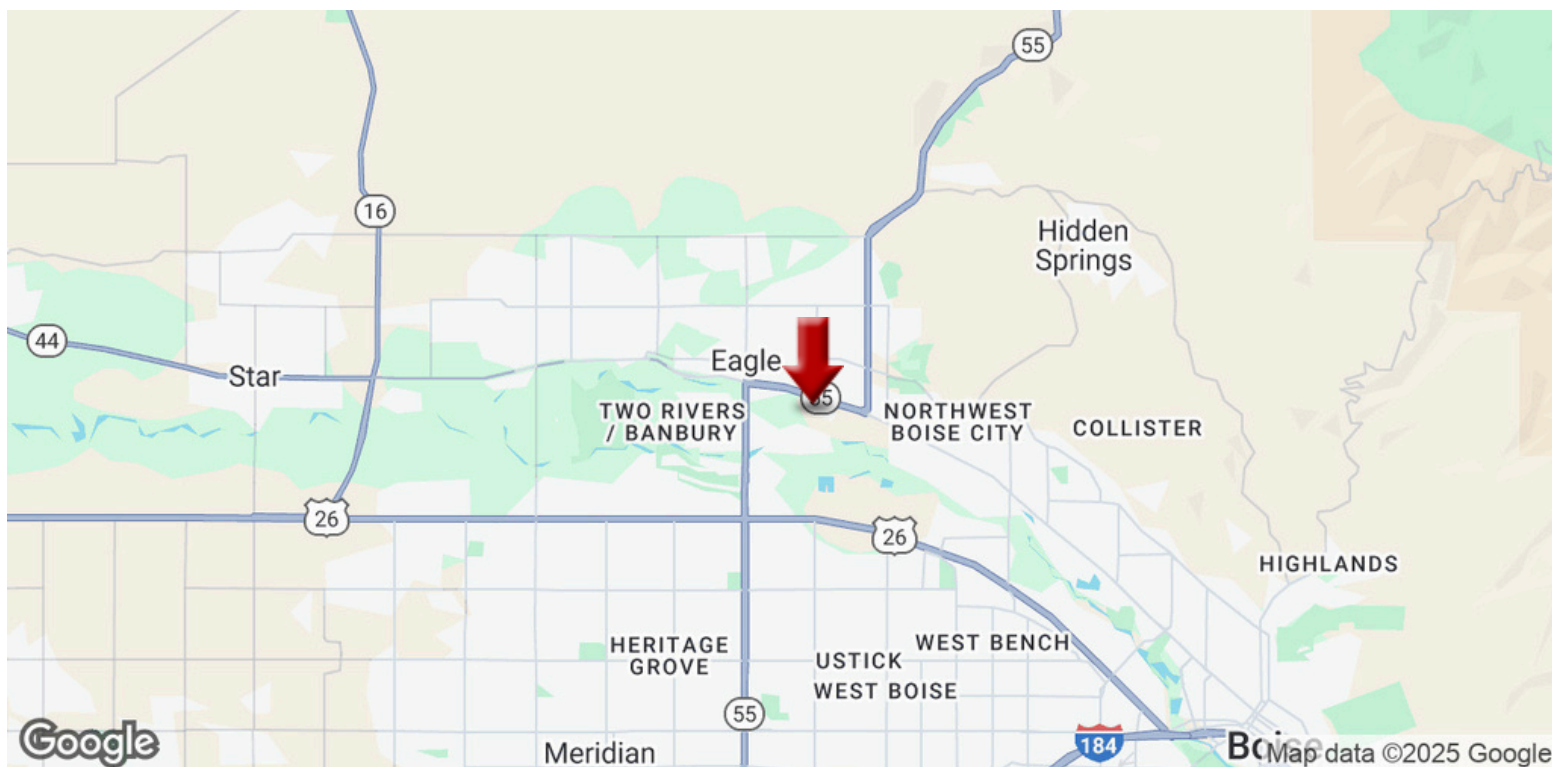 55
16
Hidden
Springs
44
Star
Eagle
55
TWO RIVERS
/ BANBURY
NORTHWEST
BOISE CITY
COLLISTER
26
26
HIGHLANDS
HERITAGE
GROVE
WEST BENCH
USTICK
WEST BOISE
55
184
Meridian
Boise
Google
Map data ©2025 Google